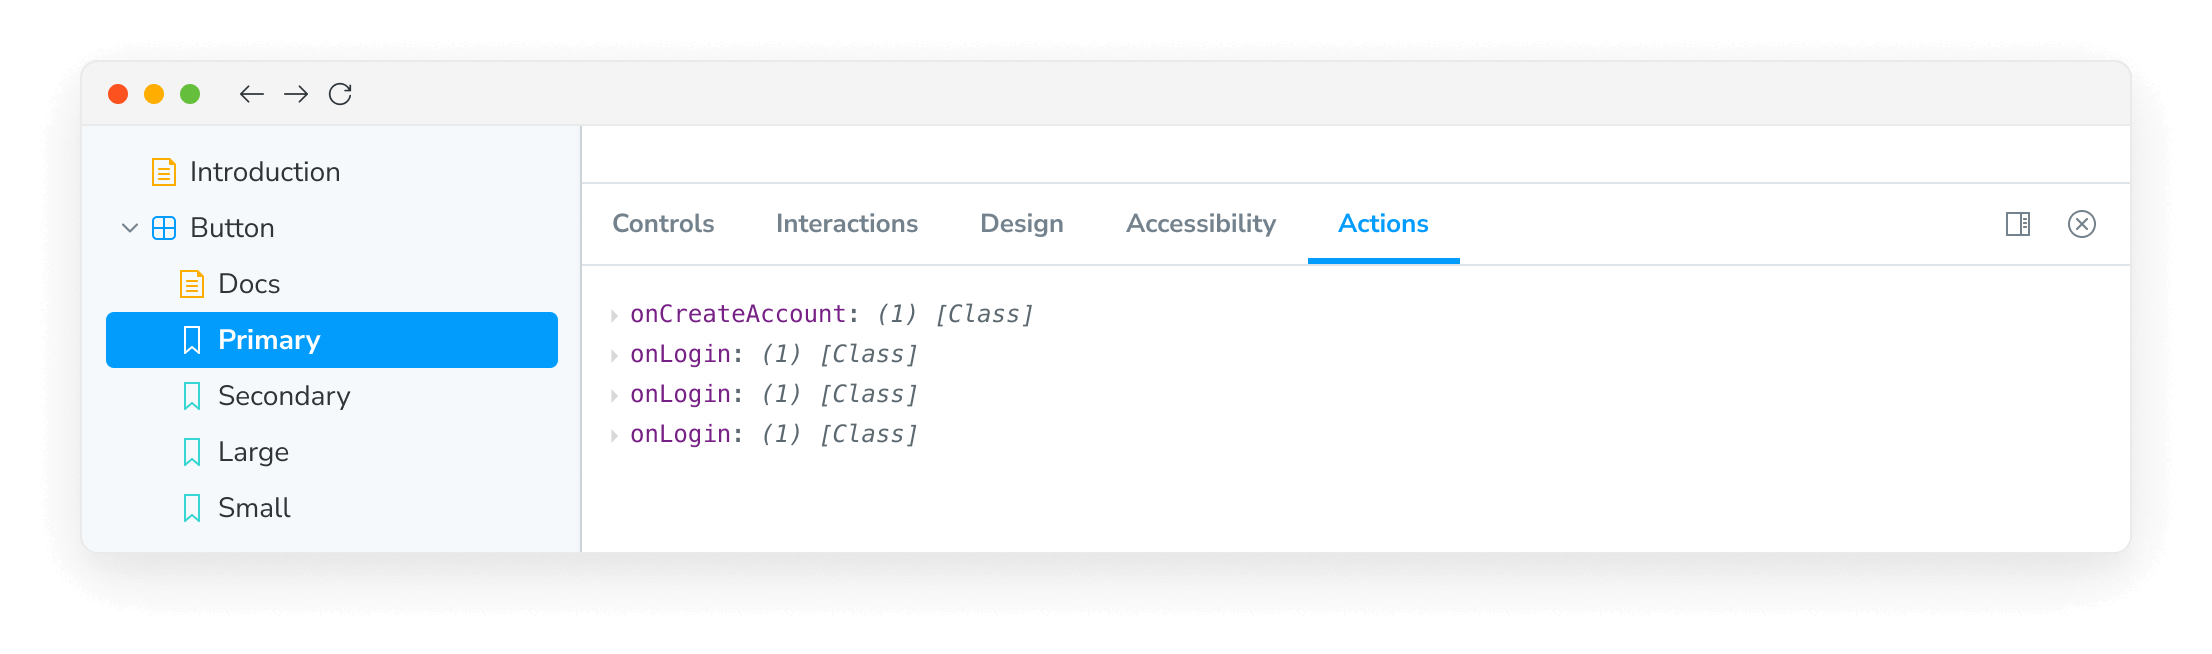 Introduction
Button
Docs
Primary
Secondary
Large
Small
Controls Interactions Design Accessibility Actions
onCreateAccount: (1) [Class]
onLogin: (1) [Class]
onLogin: (1) [Class]
onLogin: (1) [Class]